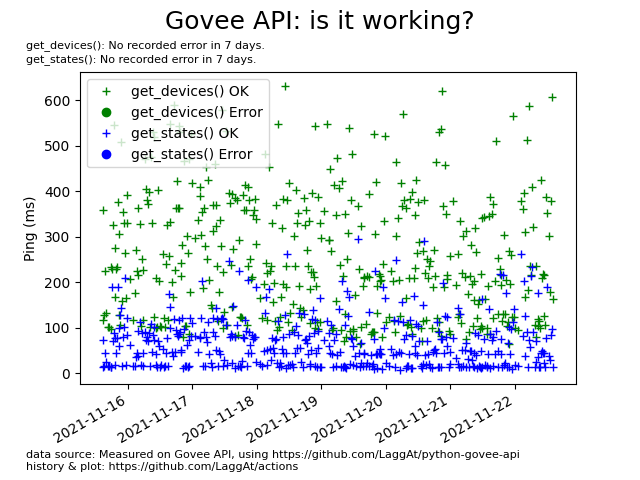 Govee API: is it working?
get_devices(): No recorded error in 7 days.
get_states(): No recorded error in 7 days.
get_devices() OK
get_devices() Error
get_states() OK
get_states() Error
600
500
400
300
200
100
0
Ping (ms)
2021-11-16
2021-11-17
2021-11-18
2021-11-19
2021-11-20
2021-11-21
2021-11-22
data source: Measured on Govee API, using https://github.com/LaggAt/python-govee-api
history & plot: https://github.com/LaggAt/actions